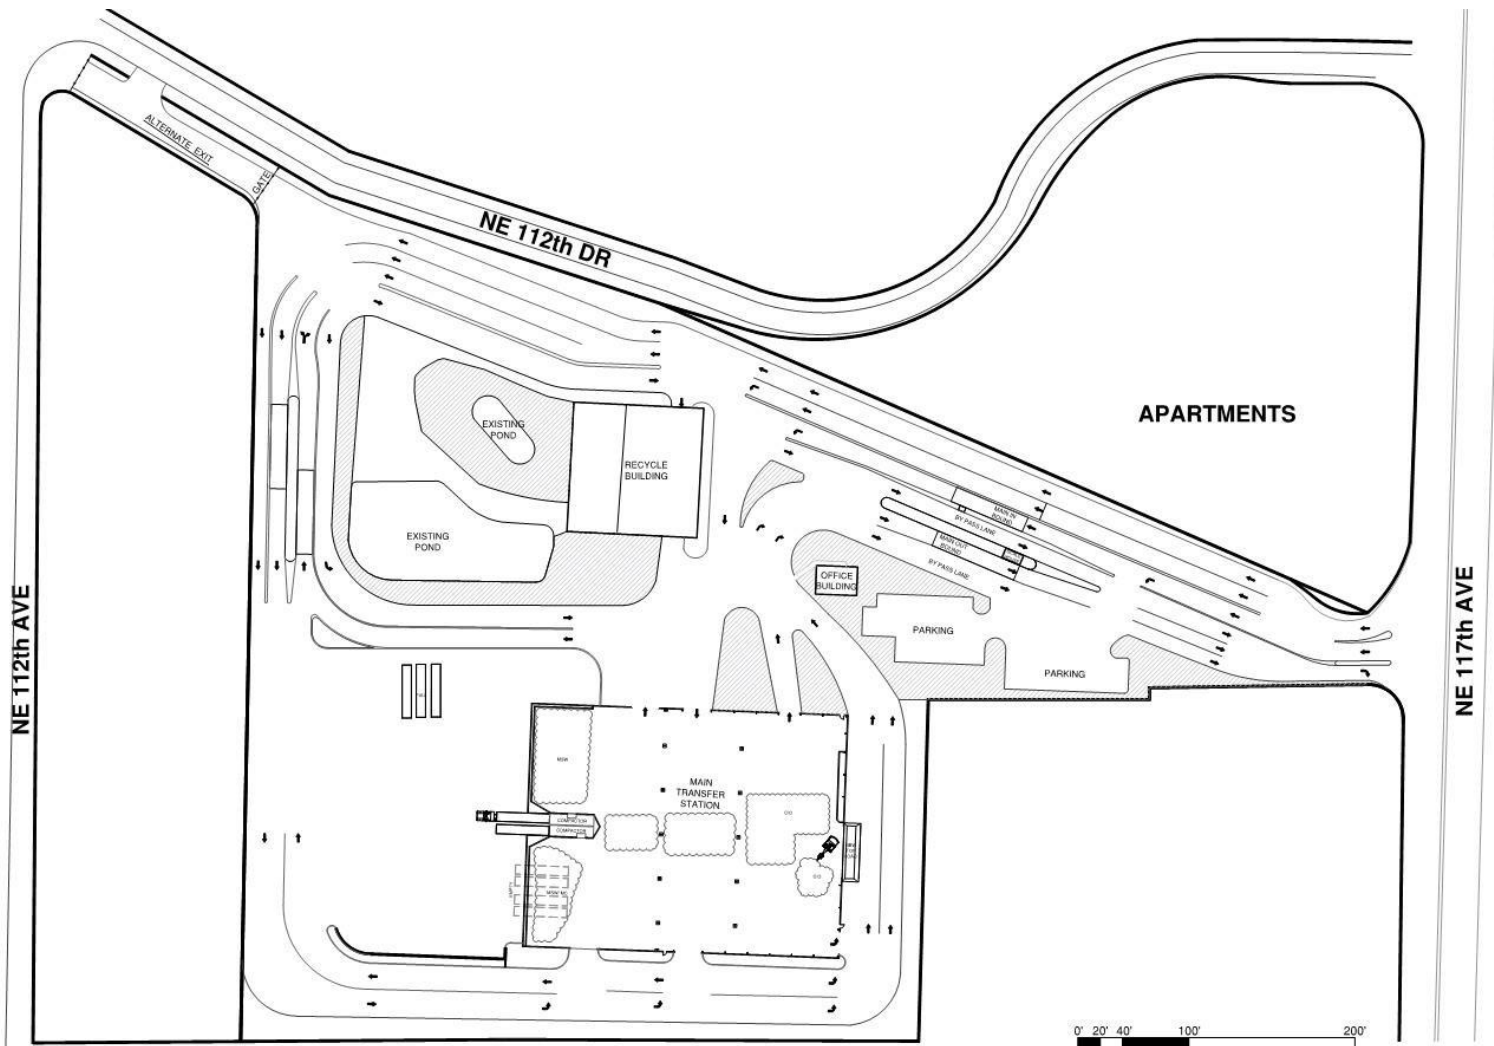 ALTERNATE EXIT
GATE
NE 112th DR
APARTMENTS
EXISTING
POND
RECYCLE
BUILDING
EXISTING
POND
MAIN IN
BOUND
BY PASS LANE
MAIN OUT
BOUND
BY PASS LANE
OFFICE
BUILDING
PARKING
PARKING
NE 112th AVE
NE 117th AVE
MSW
MAIN
TRANSFER
STATION
COMPACTOR
COMPACTOR
EMPTY
0' 20' 40' 100' 200'